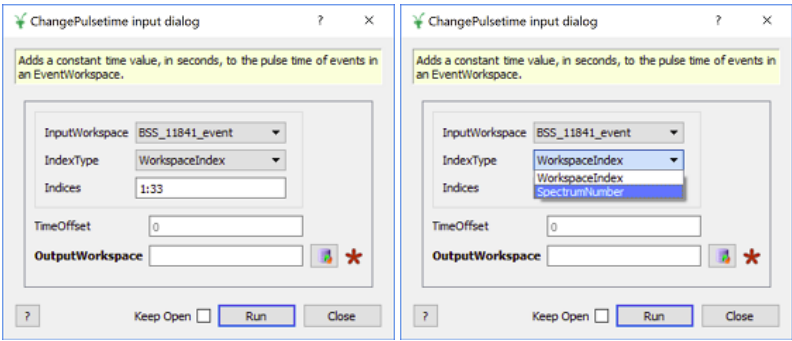 ChangePulsetime input dialog ? ×
Adds a constant time value, in seconds, to the pulse time of events in
an EventWorkspace.
InputWorkspace BSS_11841_event
IndexType WorkspaceIndex
Indices 1:33
TimeOffset 0
OutputWorkspace *
? Keep Open Run Close
ChangePulsetime input dialog ? ×
Adds a constant time value, in seconds, to the pulse time of events in
an EventWorkspace.
InputWorkspace BSS_11841_event
IndexType WorkspaceIndex
WorkspaceIndex
Indices SpectrumNumber
TimeOffset 0
OutputWorkspace *
? Keep Open Run Close